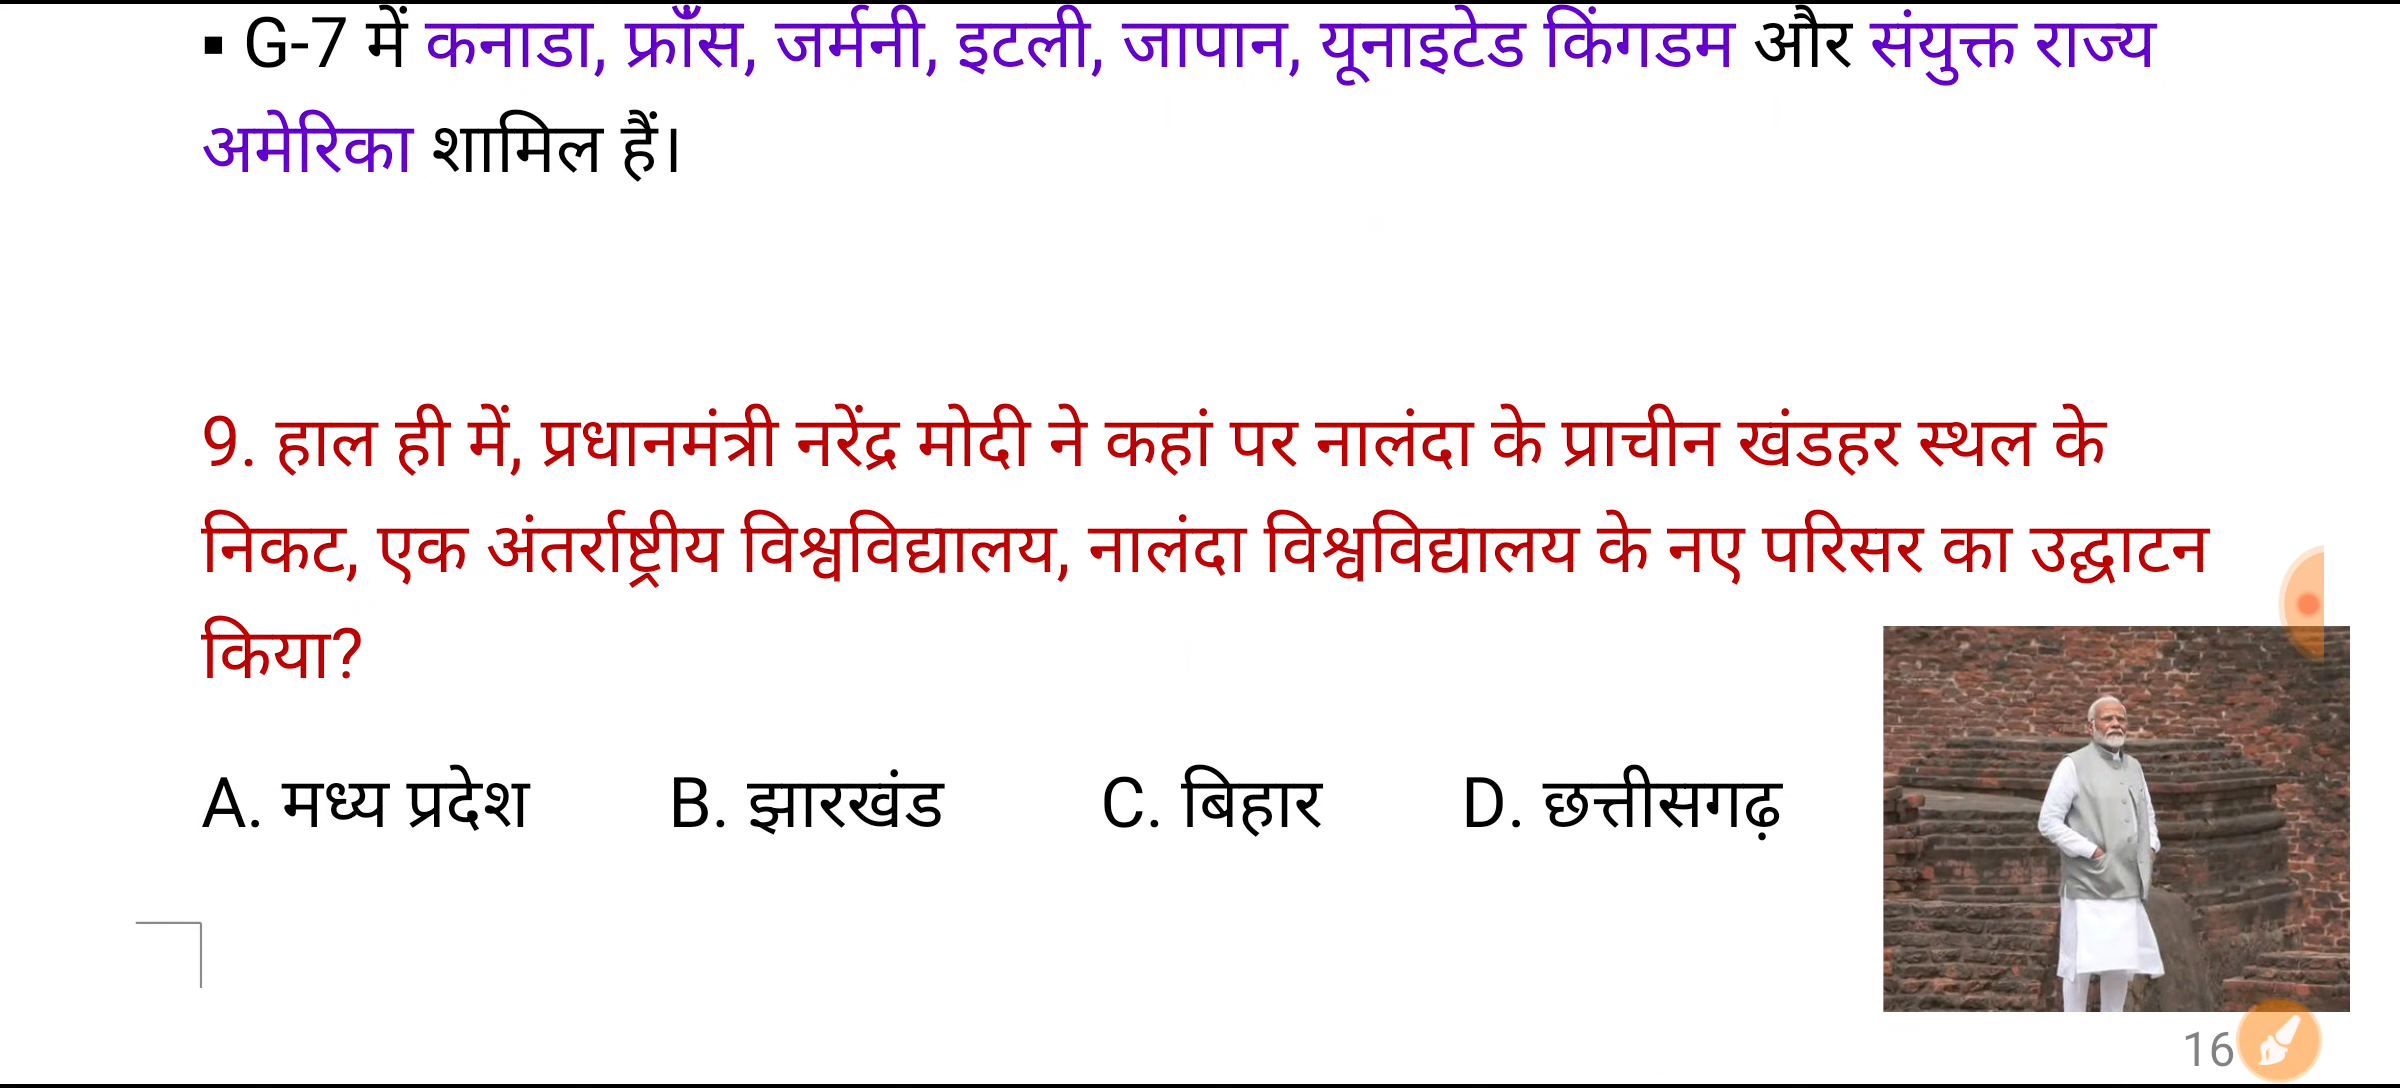 ▪ G-7 में कनाडा, फ्राँस, जर्मनी, इटली, जापान, यूनाइटेड किंगडम और संयुक्त राज्य
अमेरिका शामिल हैं।
9. हाल ही में, प्रधानमंत्री नरेंद्र मोदी ने कहां पर नालंदा के प्राचीन खंडहर स्थल के
निकट, एक अंतर्राष्ट्रीय विश्वविद्यालय, नालंदा विश्वविद्यालय के नए परिसर का उद्घाटन
किया?
A. मध्य प्रदेश B. झारखंड C. बिहार D. छत्तीसगढ़
16